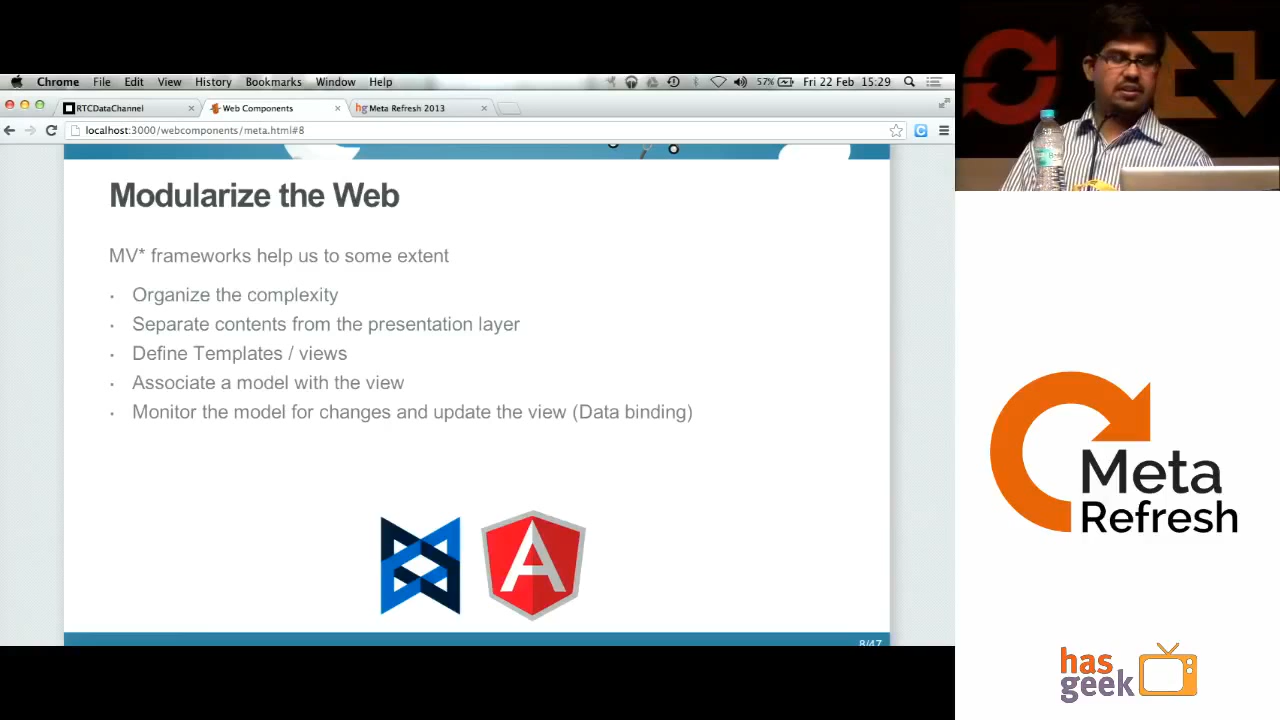 Chrome File Edit View History Bookmarks Window Help 57% Fri 22 Feb 15:29
RTCDataChannel Web Components hg Meta Refresh 2013
localhost:3000/webcomponents/meta.html#8
Modularize the Web
MV* frameworks help us to some extent
· Organize the complexity
· Separate contents from the presentation layer
· Define Templates / views
· Associate a model with the view
· Monitor the model for changes and update the view (Data binding)
A
8/47
Meta
Refresh
has
geek